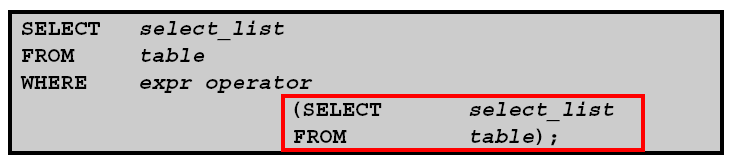 SELECT select_list
FROM table
WHERE expr operator
(SELECT select_list
FROM table);